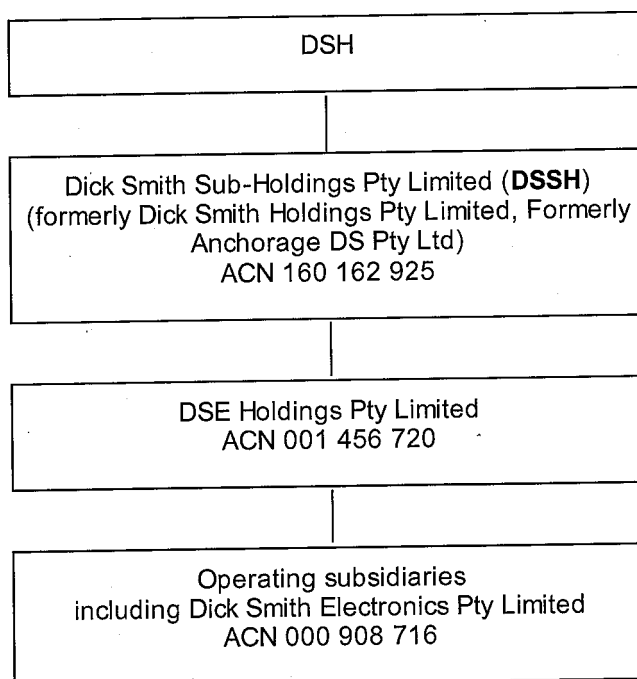 DSH
Dick Smith Sub-Holdings Pty Limited (DSSH)
(formerly Dick Smith Holdings Pty Limited, Formerly
Anchorage DS Pty Ltd)
ACN 160 162 925
DSE Holdings Pty Limited
ACN 001 456 720
Operating subsidiaries
including Dick Smith Electronics Pty Limited
ACN 000 908 716